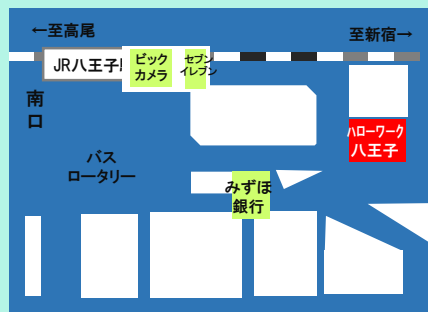 ←至高尾
至新宿→
JR八王子
ビック
カメラ
セブン
イレブン
南
口
ハローワーク
八王子
バス
ロータリー
みずほ
銀行